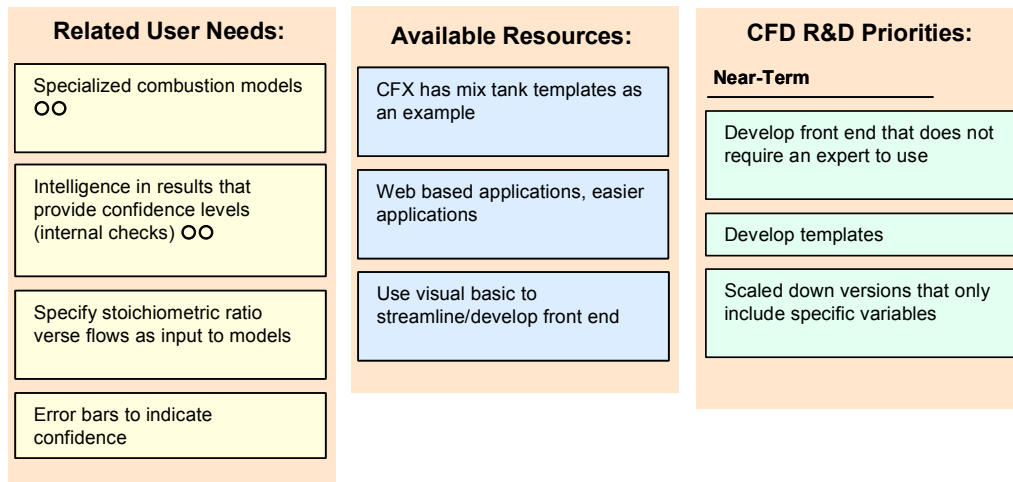 Related User Needs:
Specialized combustion models
OO
Intelligence in results that
provide confidence levels
(internal checks) OO
Specify stoichiometric ratio
verse flows as input to models
Error bars to indicate
confidence
Available Resources:
CFX has mix tank templates as
an example
Web based applications, easier
applications
Use visual basic to
streamline/develop front end
CFD R&D Priorities:
Near-Term
Develop front end that does not
require an expert to use
Develop templates
Scaled down versions that only
include specific variables